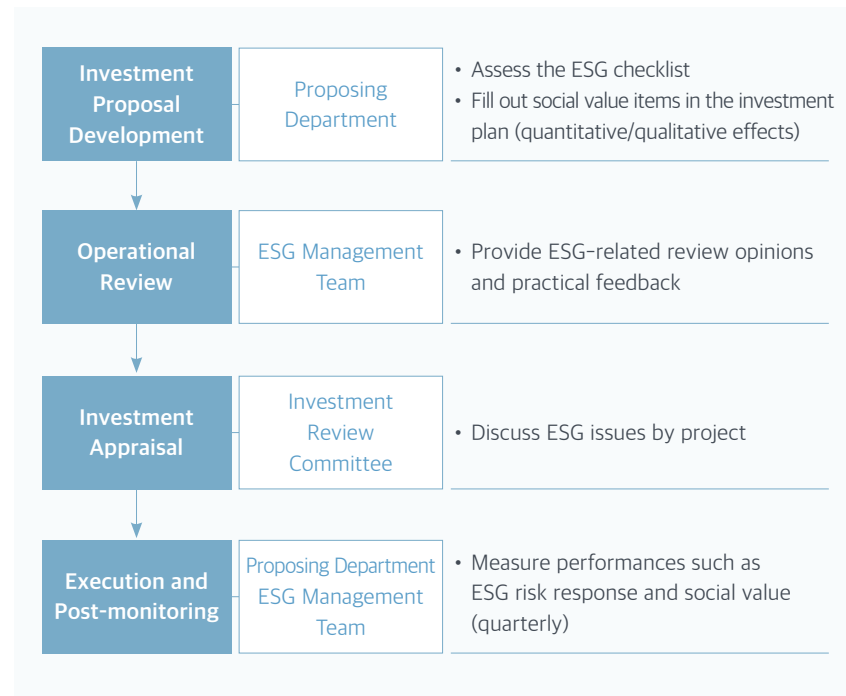 Investment
Proposal
Development
Proposing
Department
• Assess the ESG checklist
• Fill out social value items in the investment
plan (quantitative/qualitative effects)
Operational
Review
ESG Management
Team
• Provide ESG-related review opinions
and practical feedback
Investment
Appraisal
Investment
Review
Committee
• Discuss ESG issues by project
Execution and
Post-monitoring
Proposing Department
ESG Management
Team
• Measure performances such as
ESG risk response and social value
(quarterly)